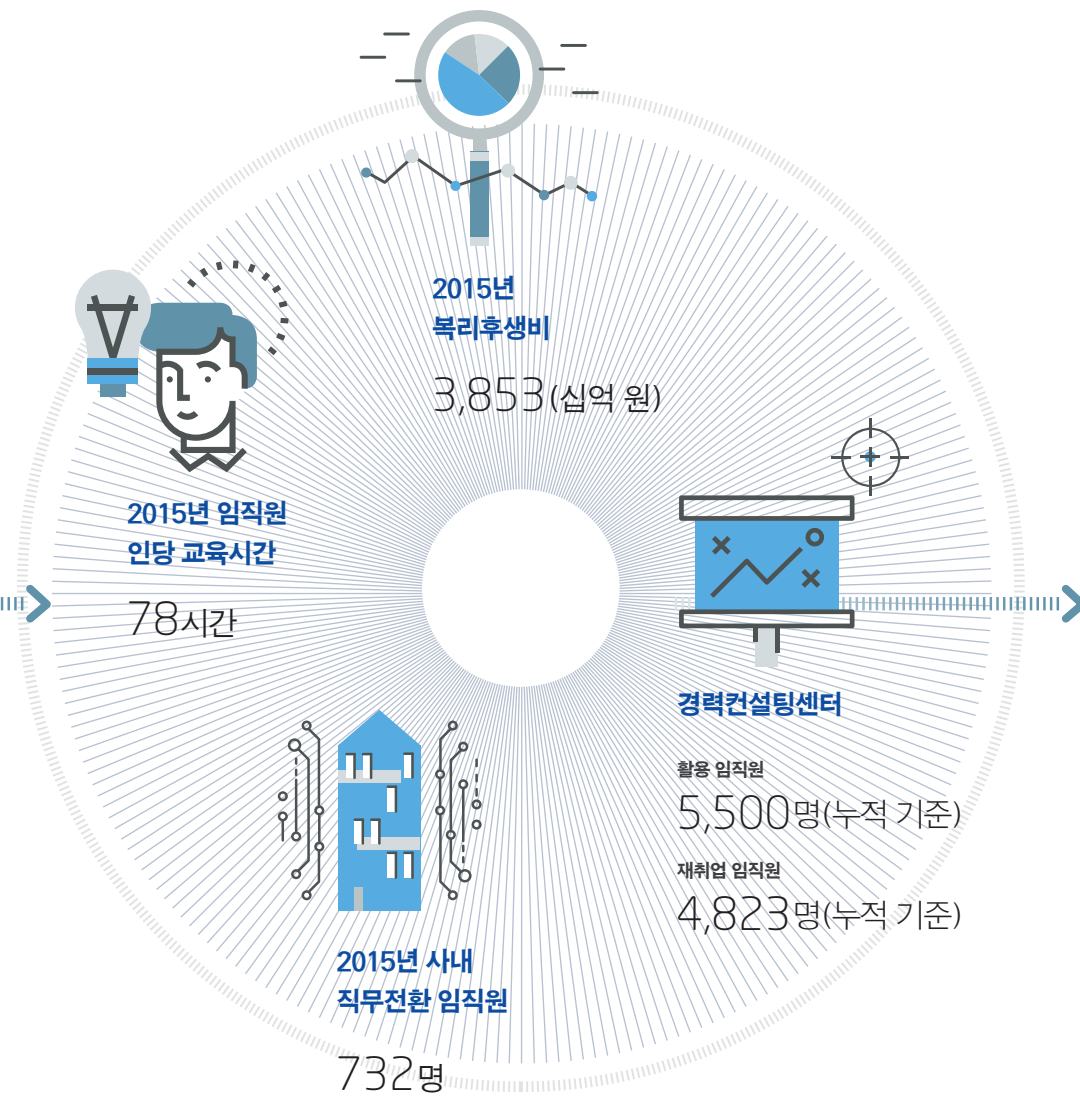 2015년
복리후생비
3,853(십억 원)
2015년 임직원
인당 교육시간
78시간
경력컨설팅센터
활용 임직원
5,500명(누적 기준)
재취업 임직원
4,823명(누적 기준)
2015년 사내
직무전환 임직원
732명